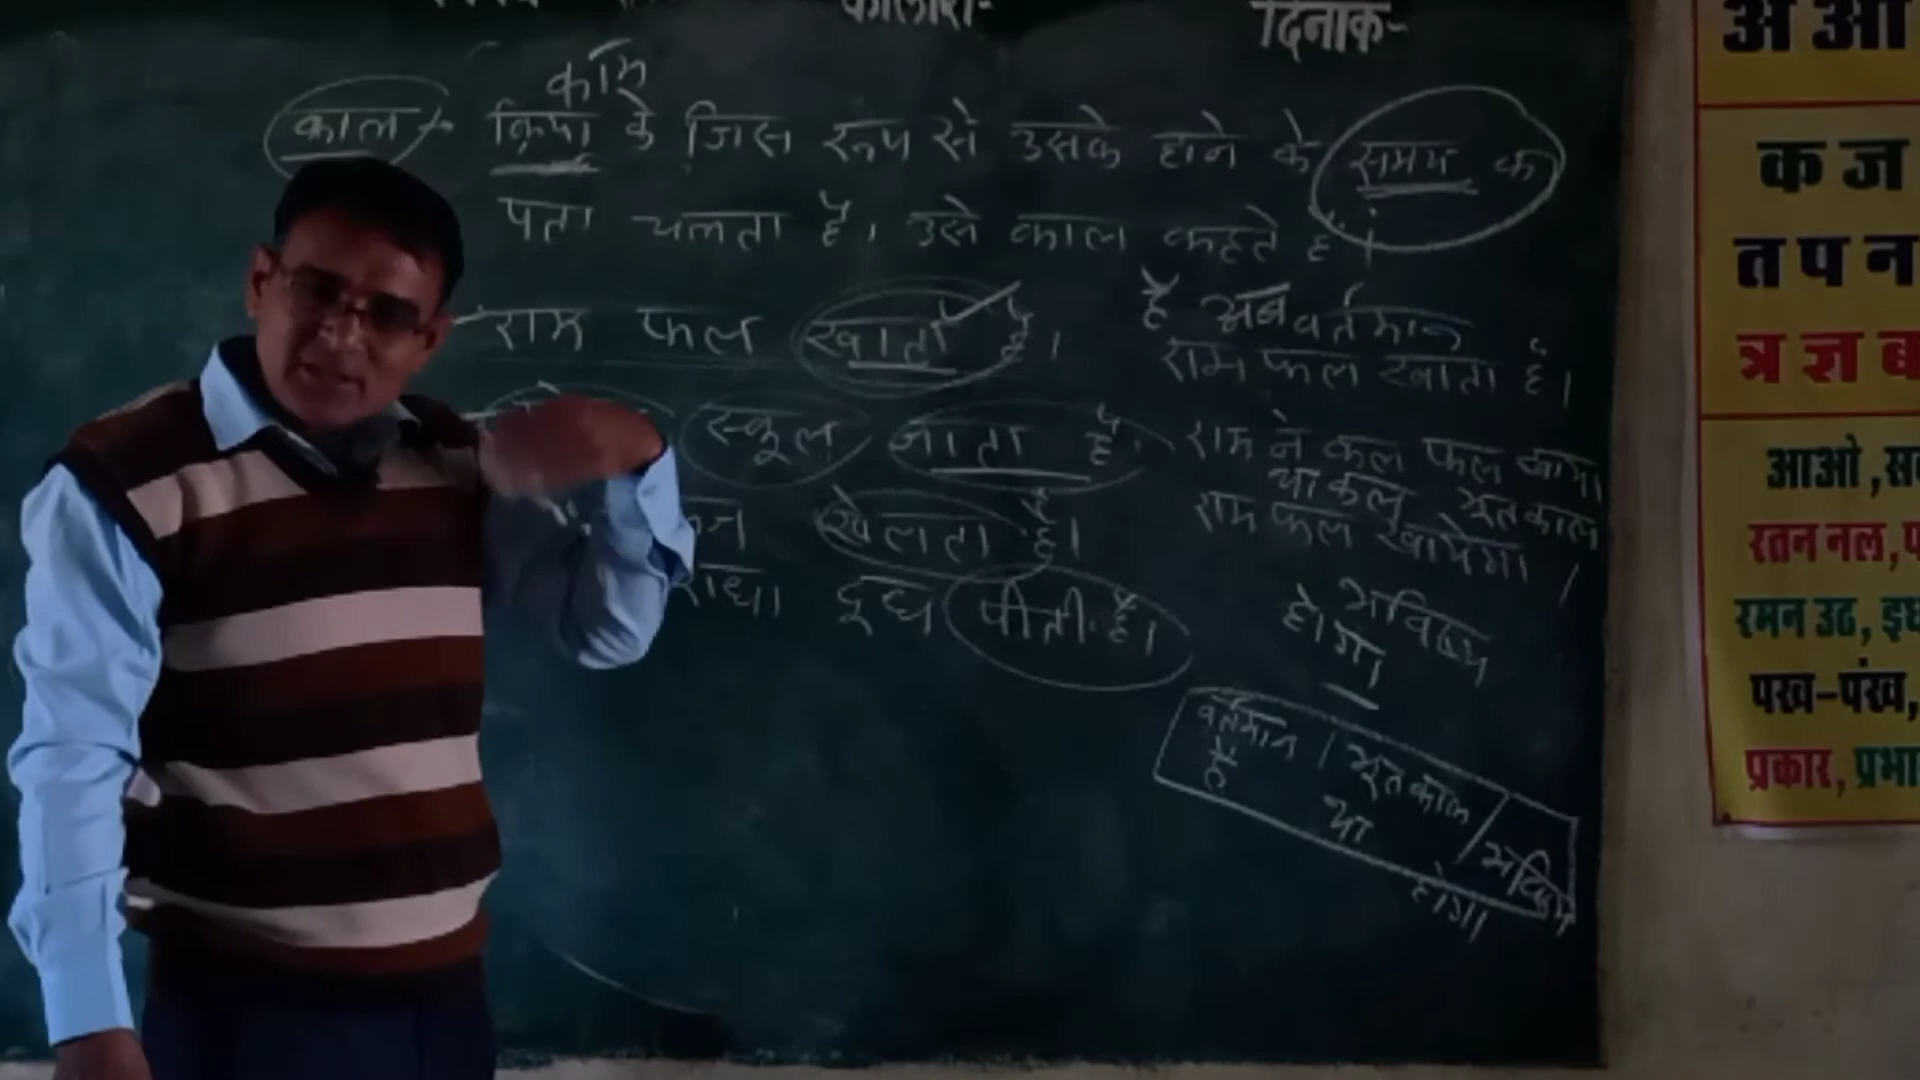 दिनाक-
काम
काल → क्रिया के जिस रूप से उसके होने के समय क
पता चलता है। उसे काल कहते हैं।
राम फल खाता है।
स्कूल जाता है।
खेलता है।
राधा दूध पीती है।
है अब वर्तमान
राम फल खाता है।
राम ने कल फल खाया
था कल भूतकाल
राम फल खायेगा।
भविष्य
होगा
वर्तमान | भूतकाल / भविष्य
है था होगा
अ आ
क ज
त प न
त्र ज्ञ ब
आओ,
रतन नल,
रमन उठ,
पख-पंख,
प्रकार,